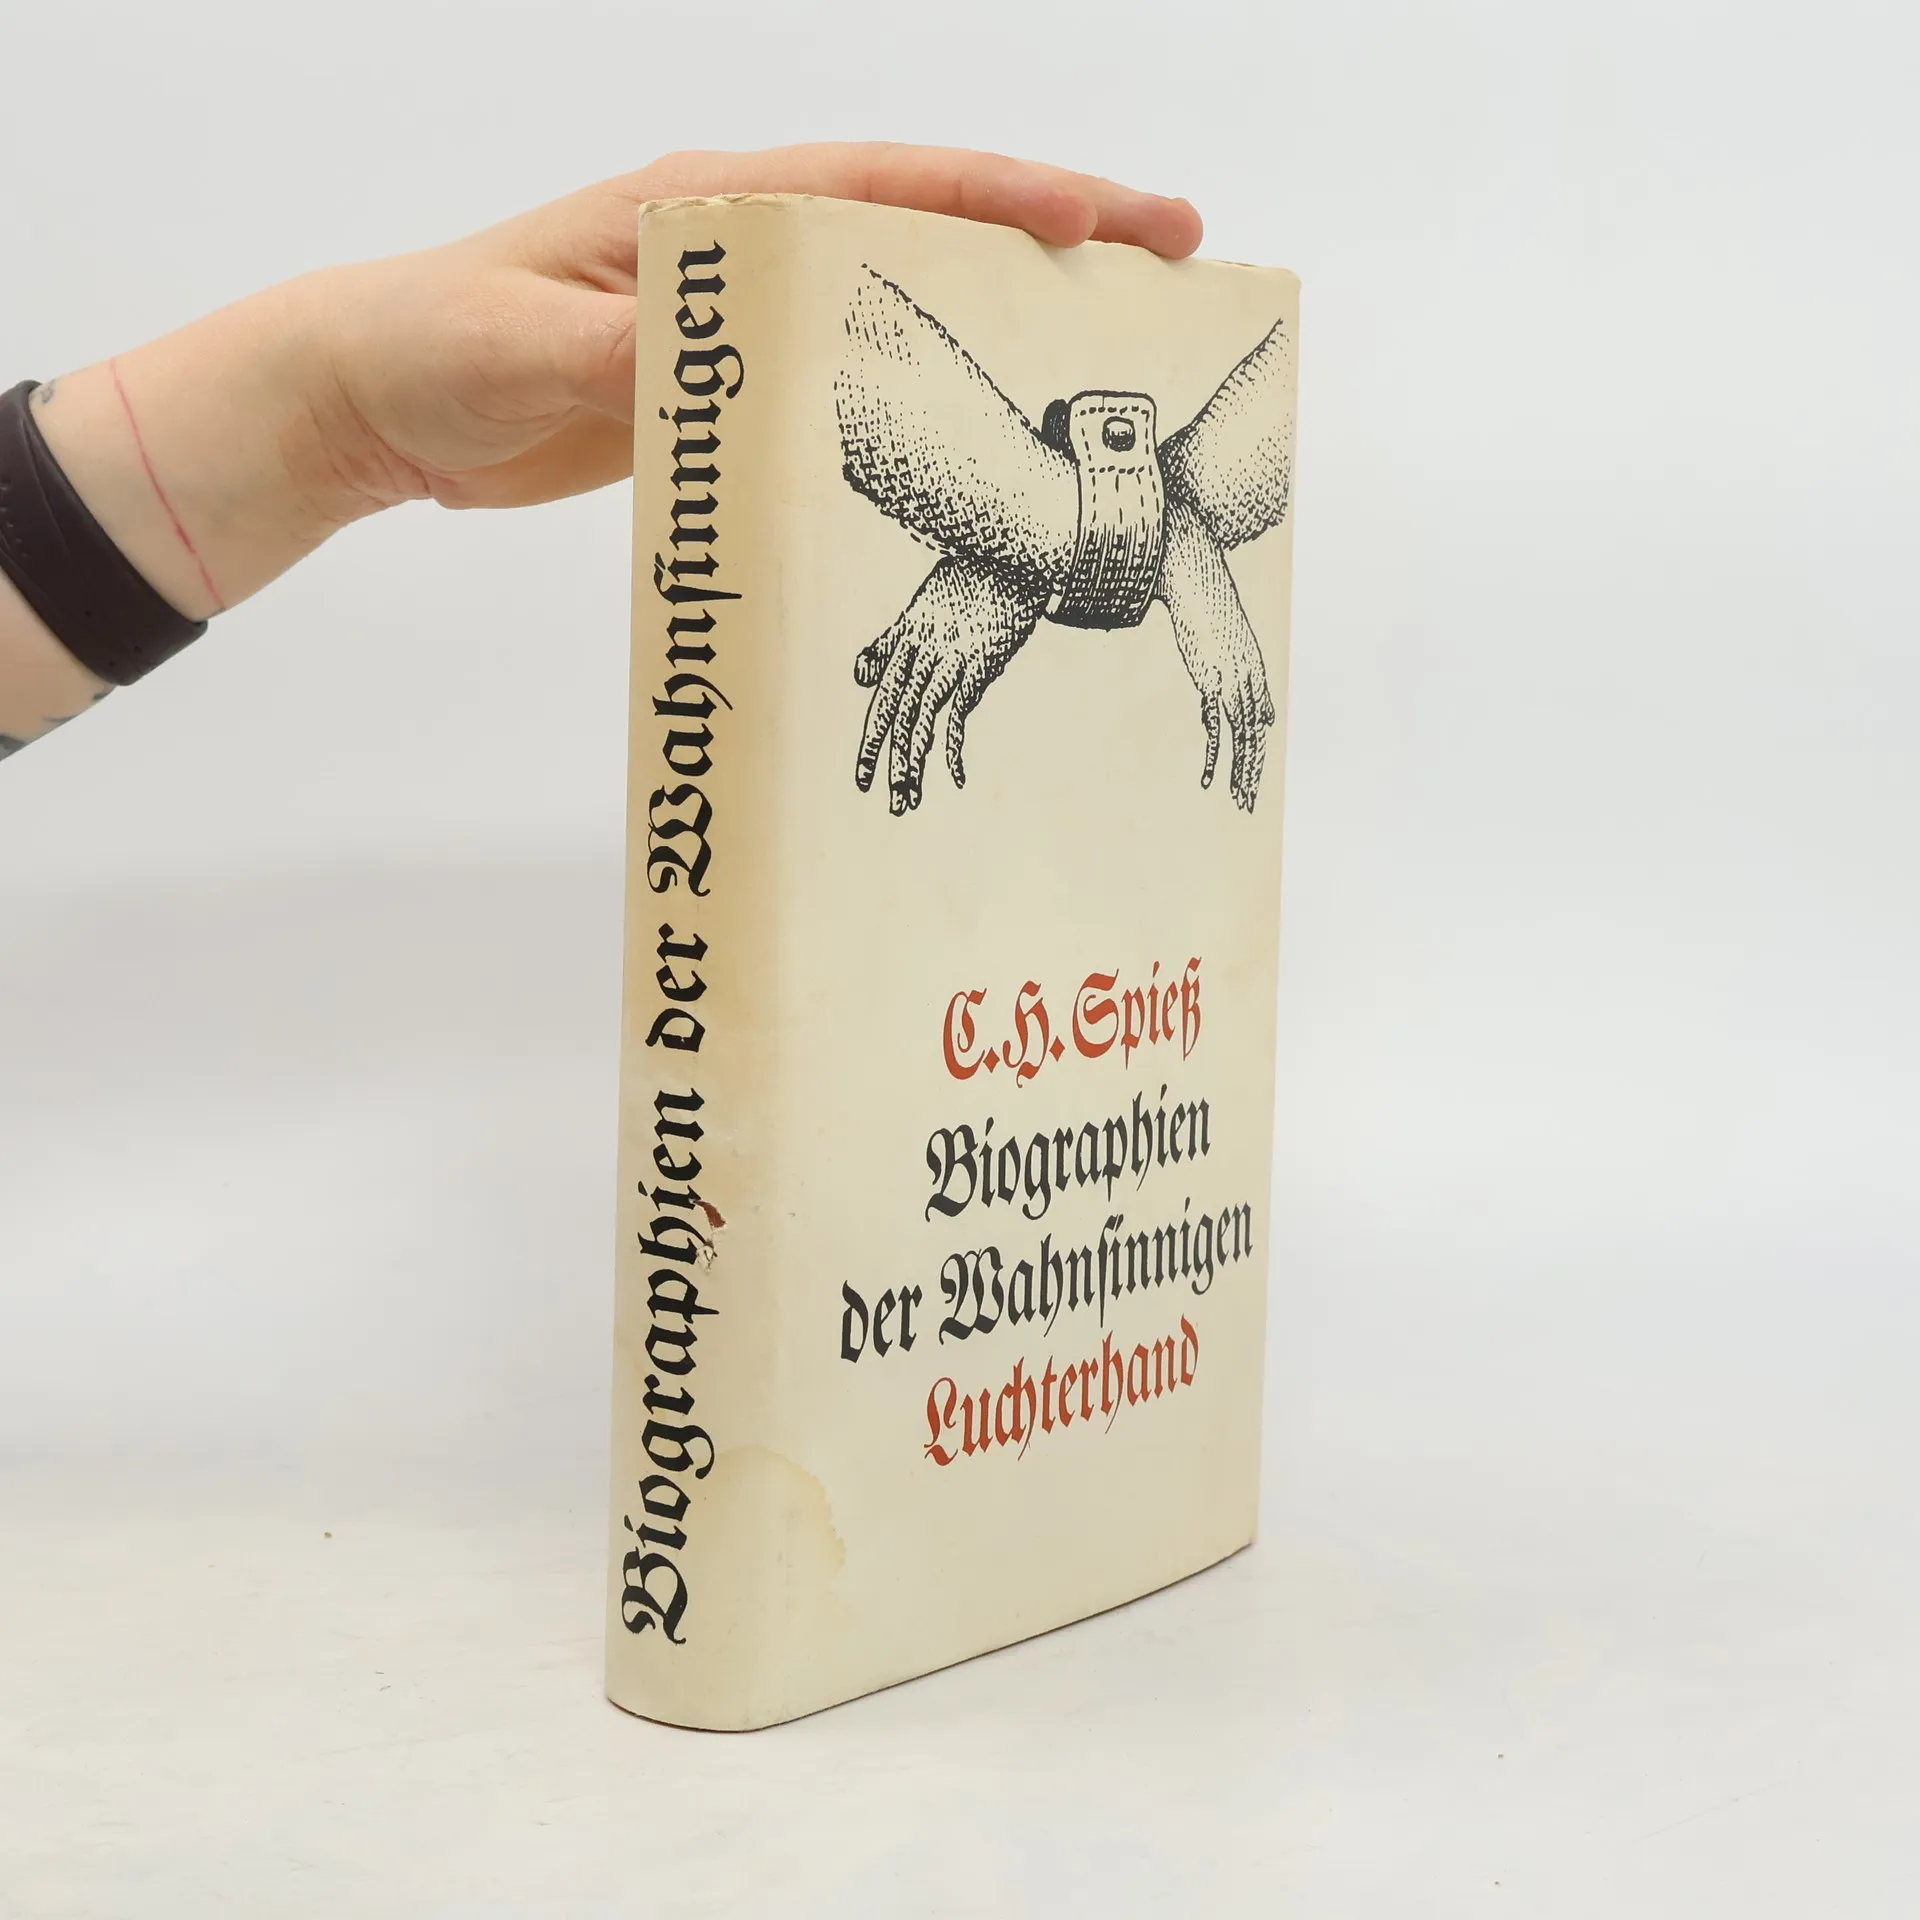 Biographien der Wahnſinnigen
C. H. Spieß
Biographien
der Wahnſinnigen
Luchterhand